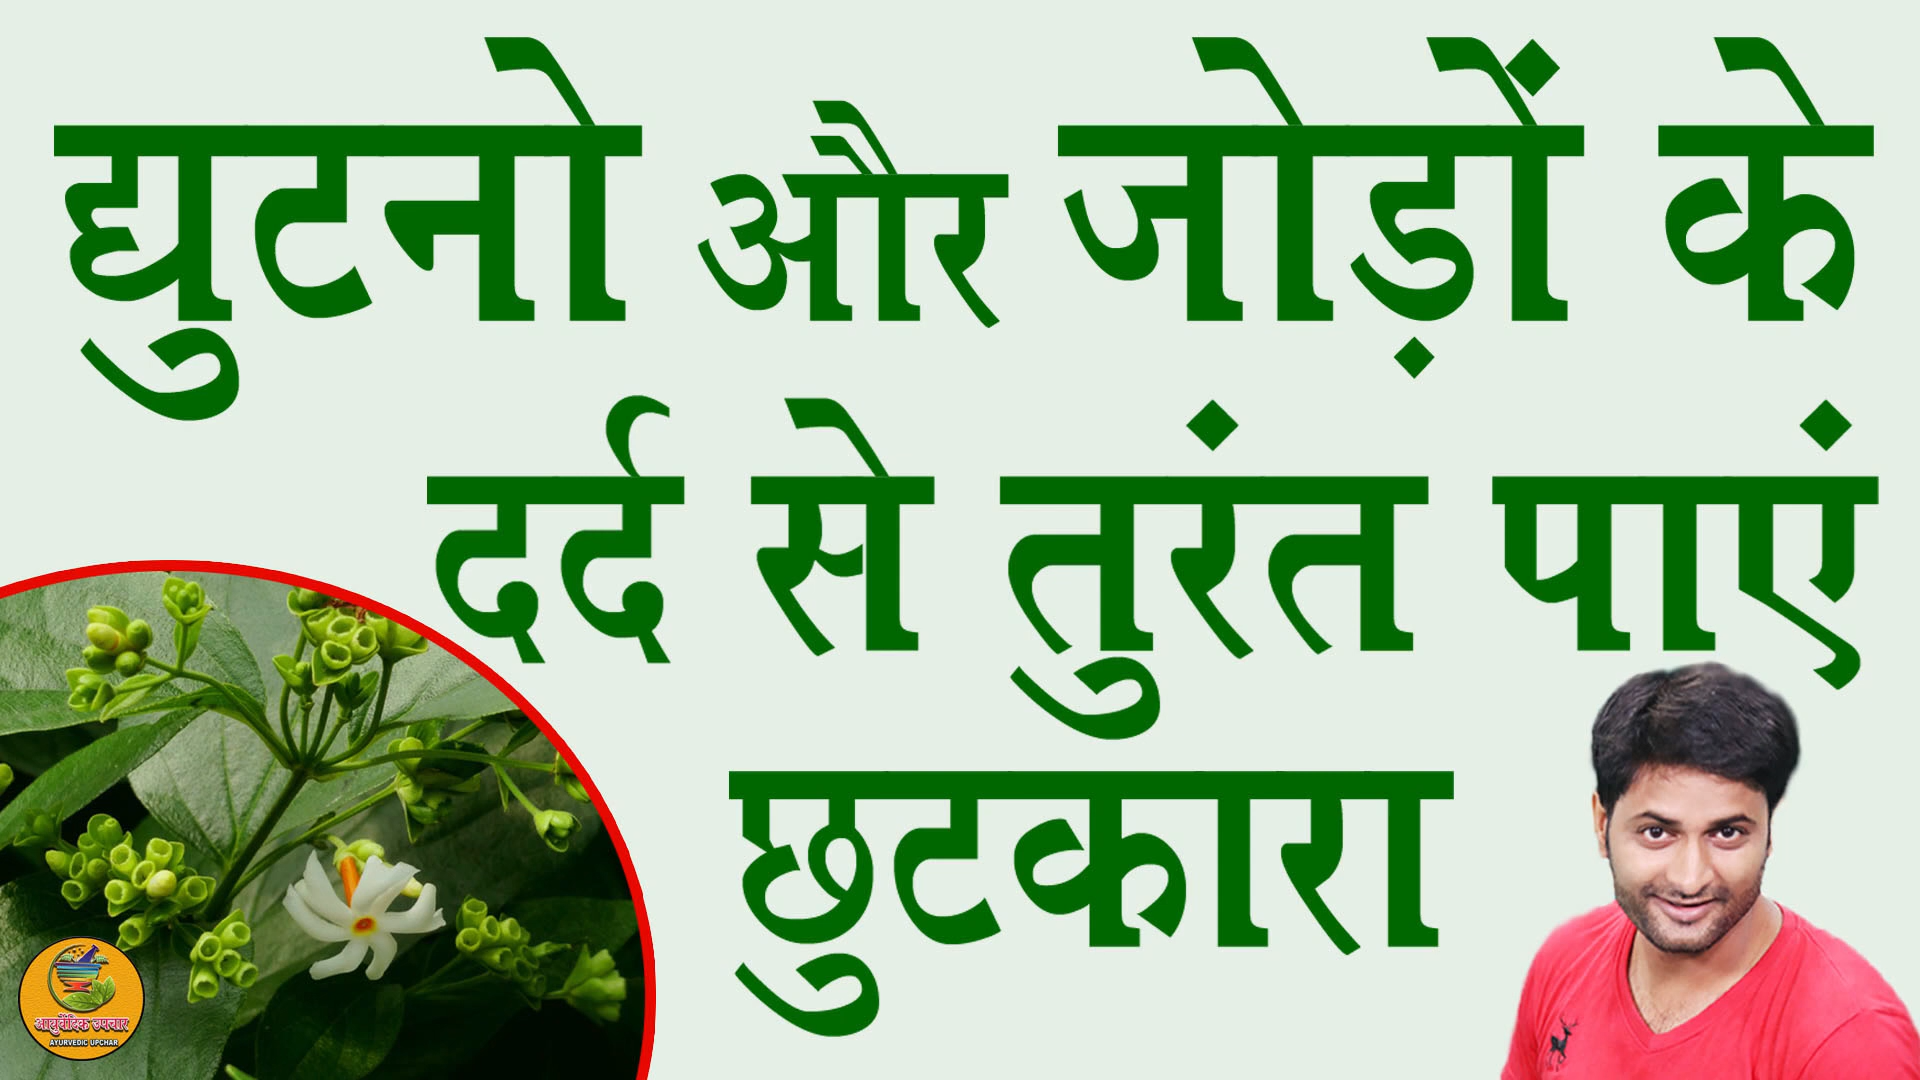 द्युटनो और जोड़ों के
दर्द से तुरंत पाएं
छुटकारा
आयुर्वेदिक उपचार
AYURVEDIC UPCHAR